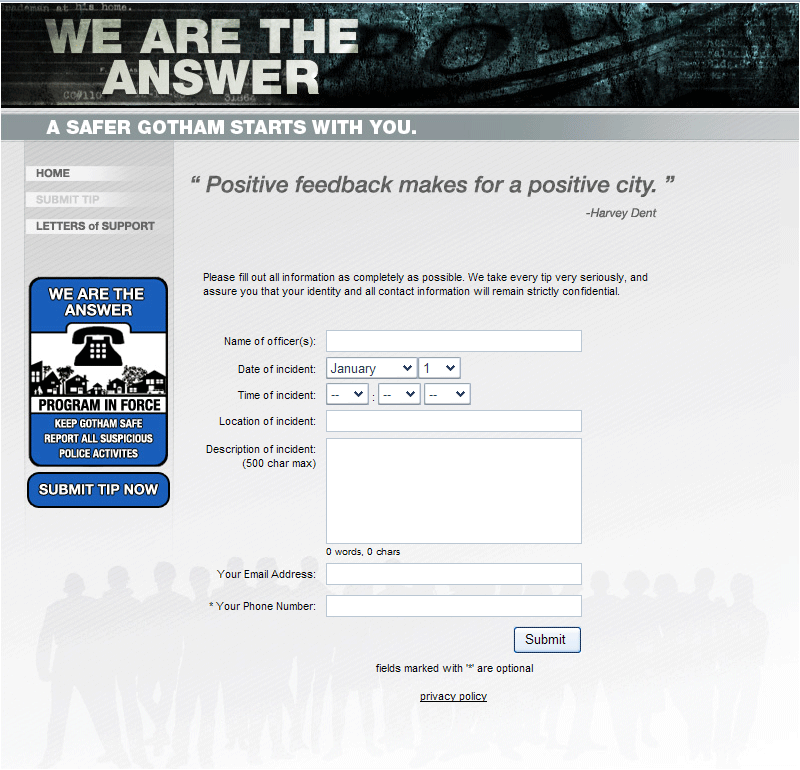 trademan at his home.
WE ARE THE
ANSWER
POLI
CC#110
31864
A SAFER GOTHAM STARTS WITH YOU.
HOME
SUBMIT TIP
LETTERS of SUPPORT
“ Positive feedback makes for a positive city. ”
-Harvey Dent
WE ARE THE
ANSWER
PROGRAM IN FORCE
KEEP GOTHAM SAFE
REPORT ALL SUSPICIOUS
POLICE ACTIVITES
SUBMIT TIP NOW
Please fill out all information as completely as possible. We take every tip very seriously, and
assure you that your identity and all contact information will remain strictly confidential.
Name of officer(s):
Date of incident: January 1
Time of incident: -- : -- --
Location of incident:
Description of incident:
(500 char max)
0 words, 0 chars
Your Email Address:
* Your Phone Number:
Submit
fields marked with '*' are optional
privacy policy